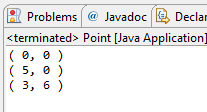 Problems @ Javadoc Declar
<terminated> Point [Java Application]
( 0, 0 )
( 5, 0 )
( 3, 6 )